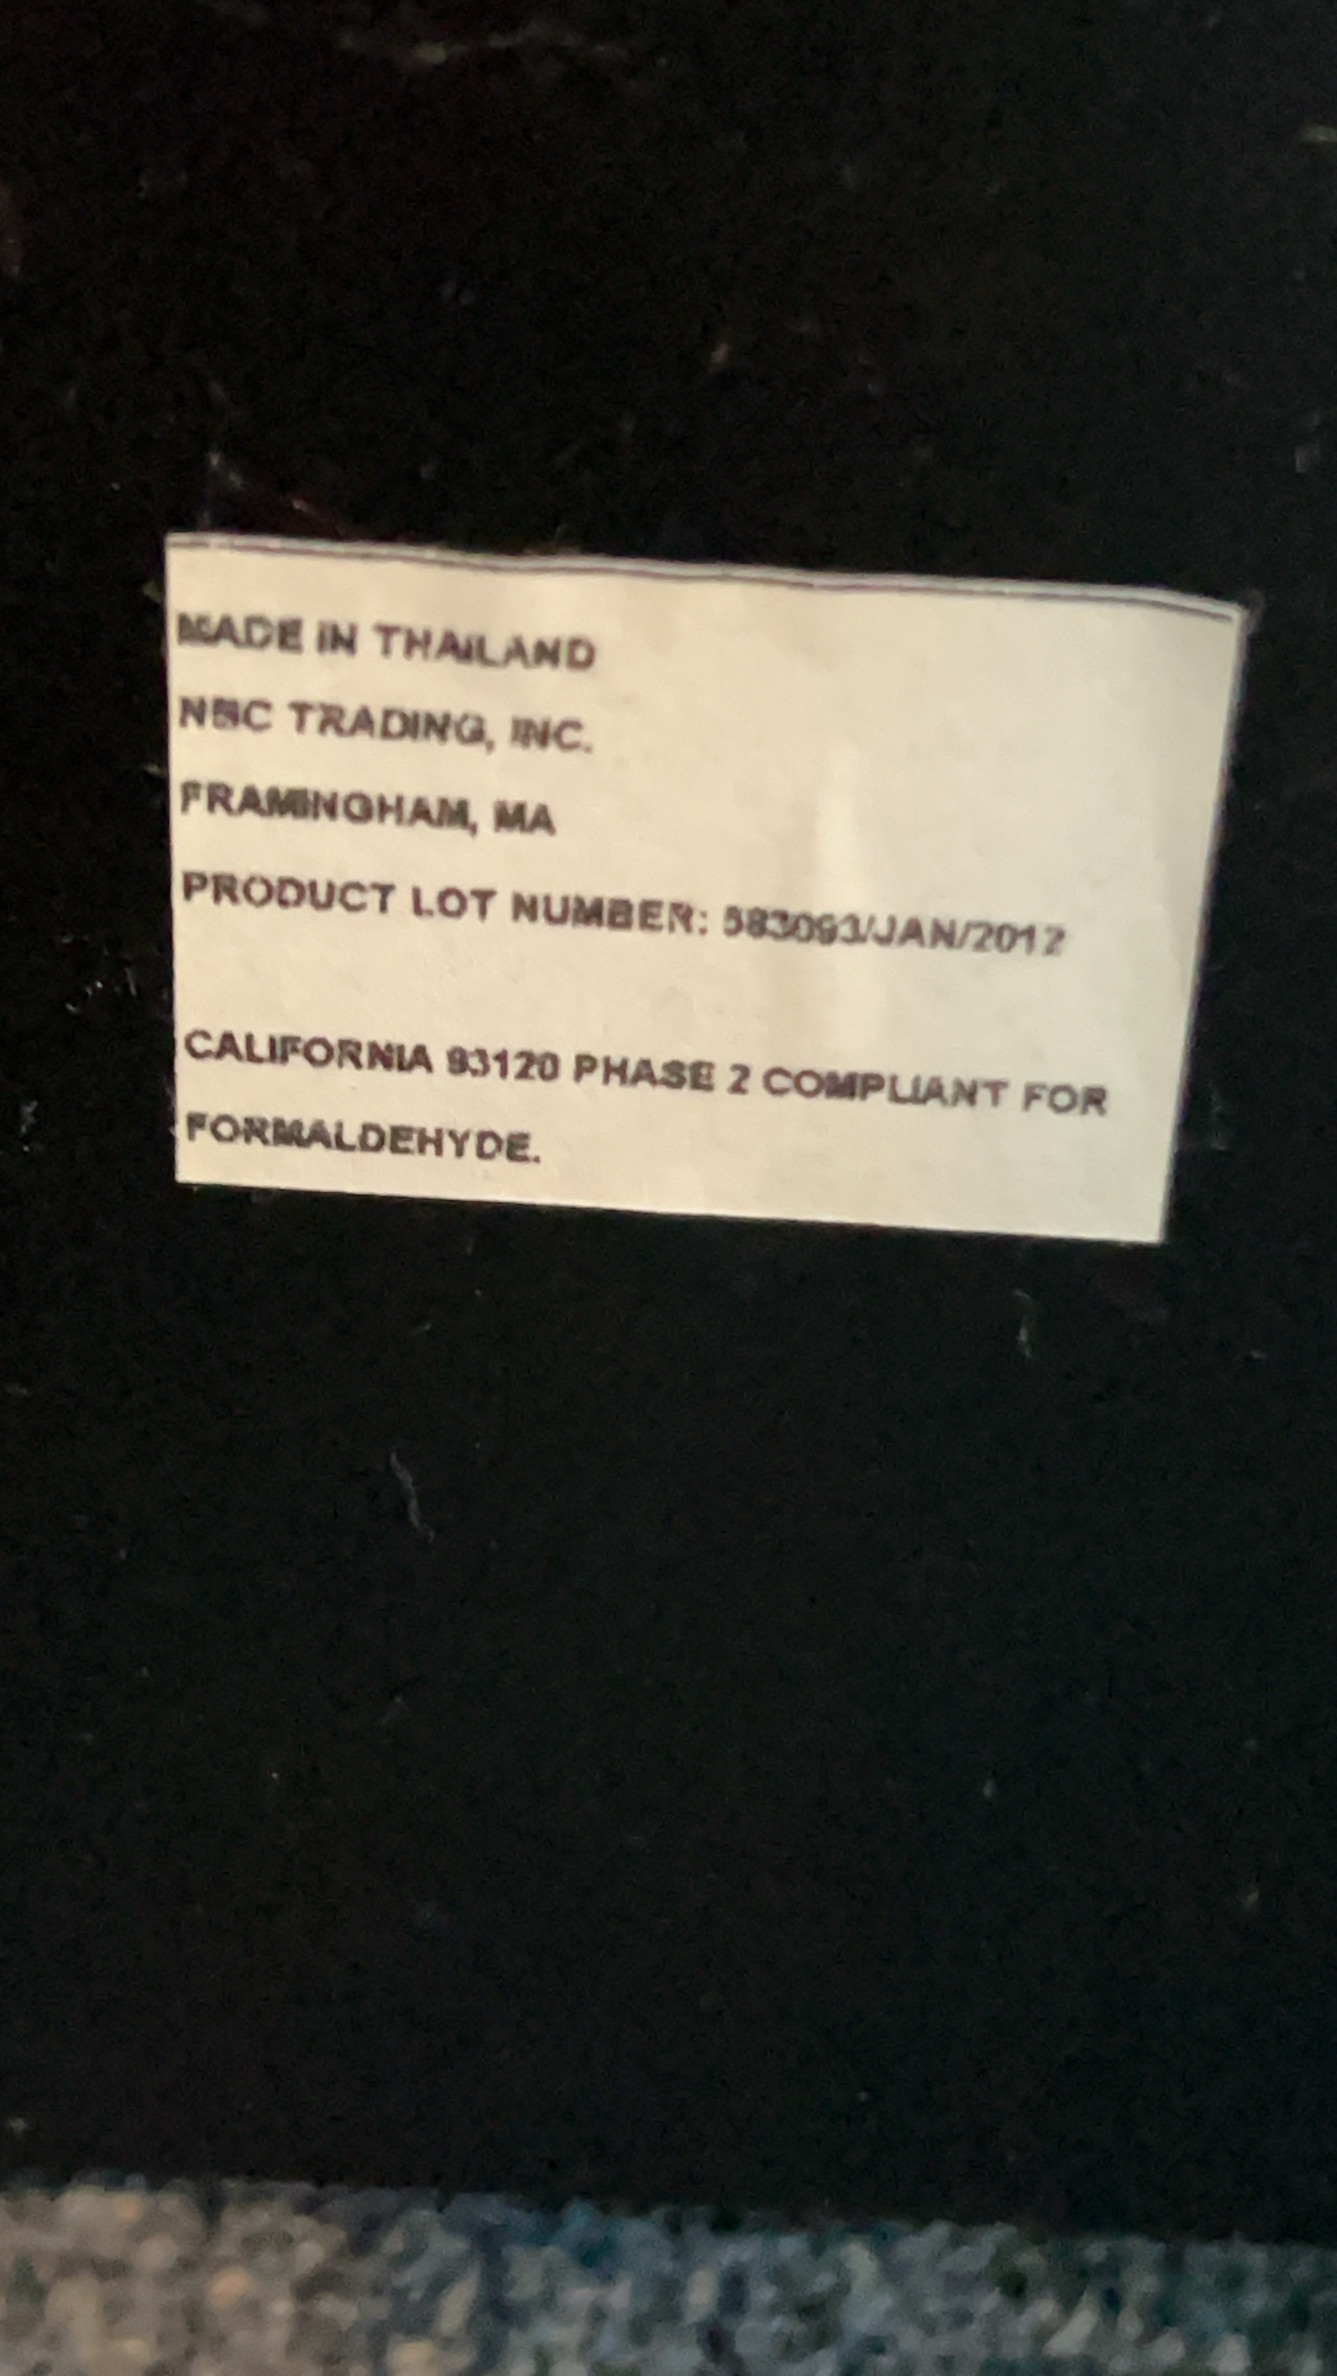 MADE IN THAILAND
NBC TRADING, INC.
FRAMINGHAM, MA
PRODUCT LOT NUMBER: 583093/JAN/2012
CALIFORNIA 93120 PHASE 2 COMPLIANT FOR
FORMALDEHYDE.